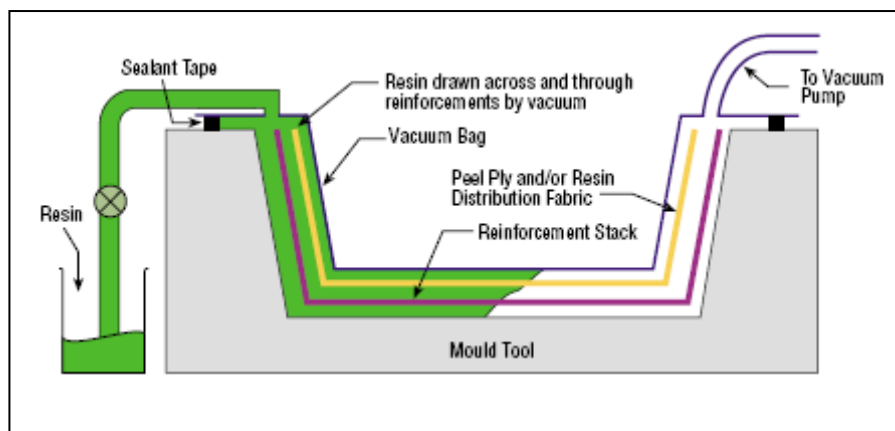 Sealant Tape
Resin drawn across and through
reinforcements by vacuum
To Vacuum
Pump
Vacuum Bag
Peel Ply and/or Resin
Distribution Fabric
Resin
Reinforcement Stack
Mould Tool